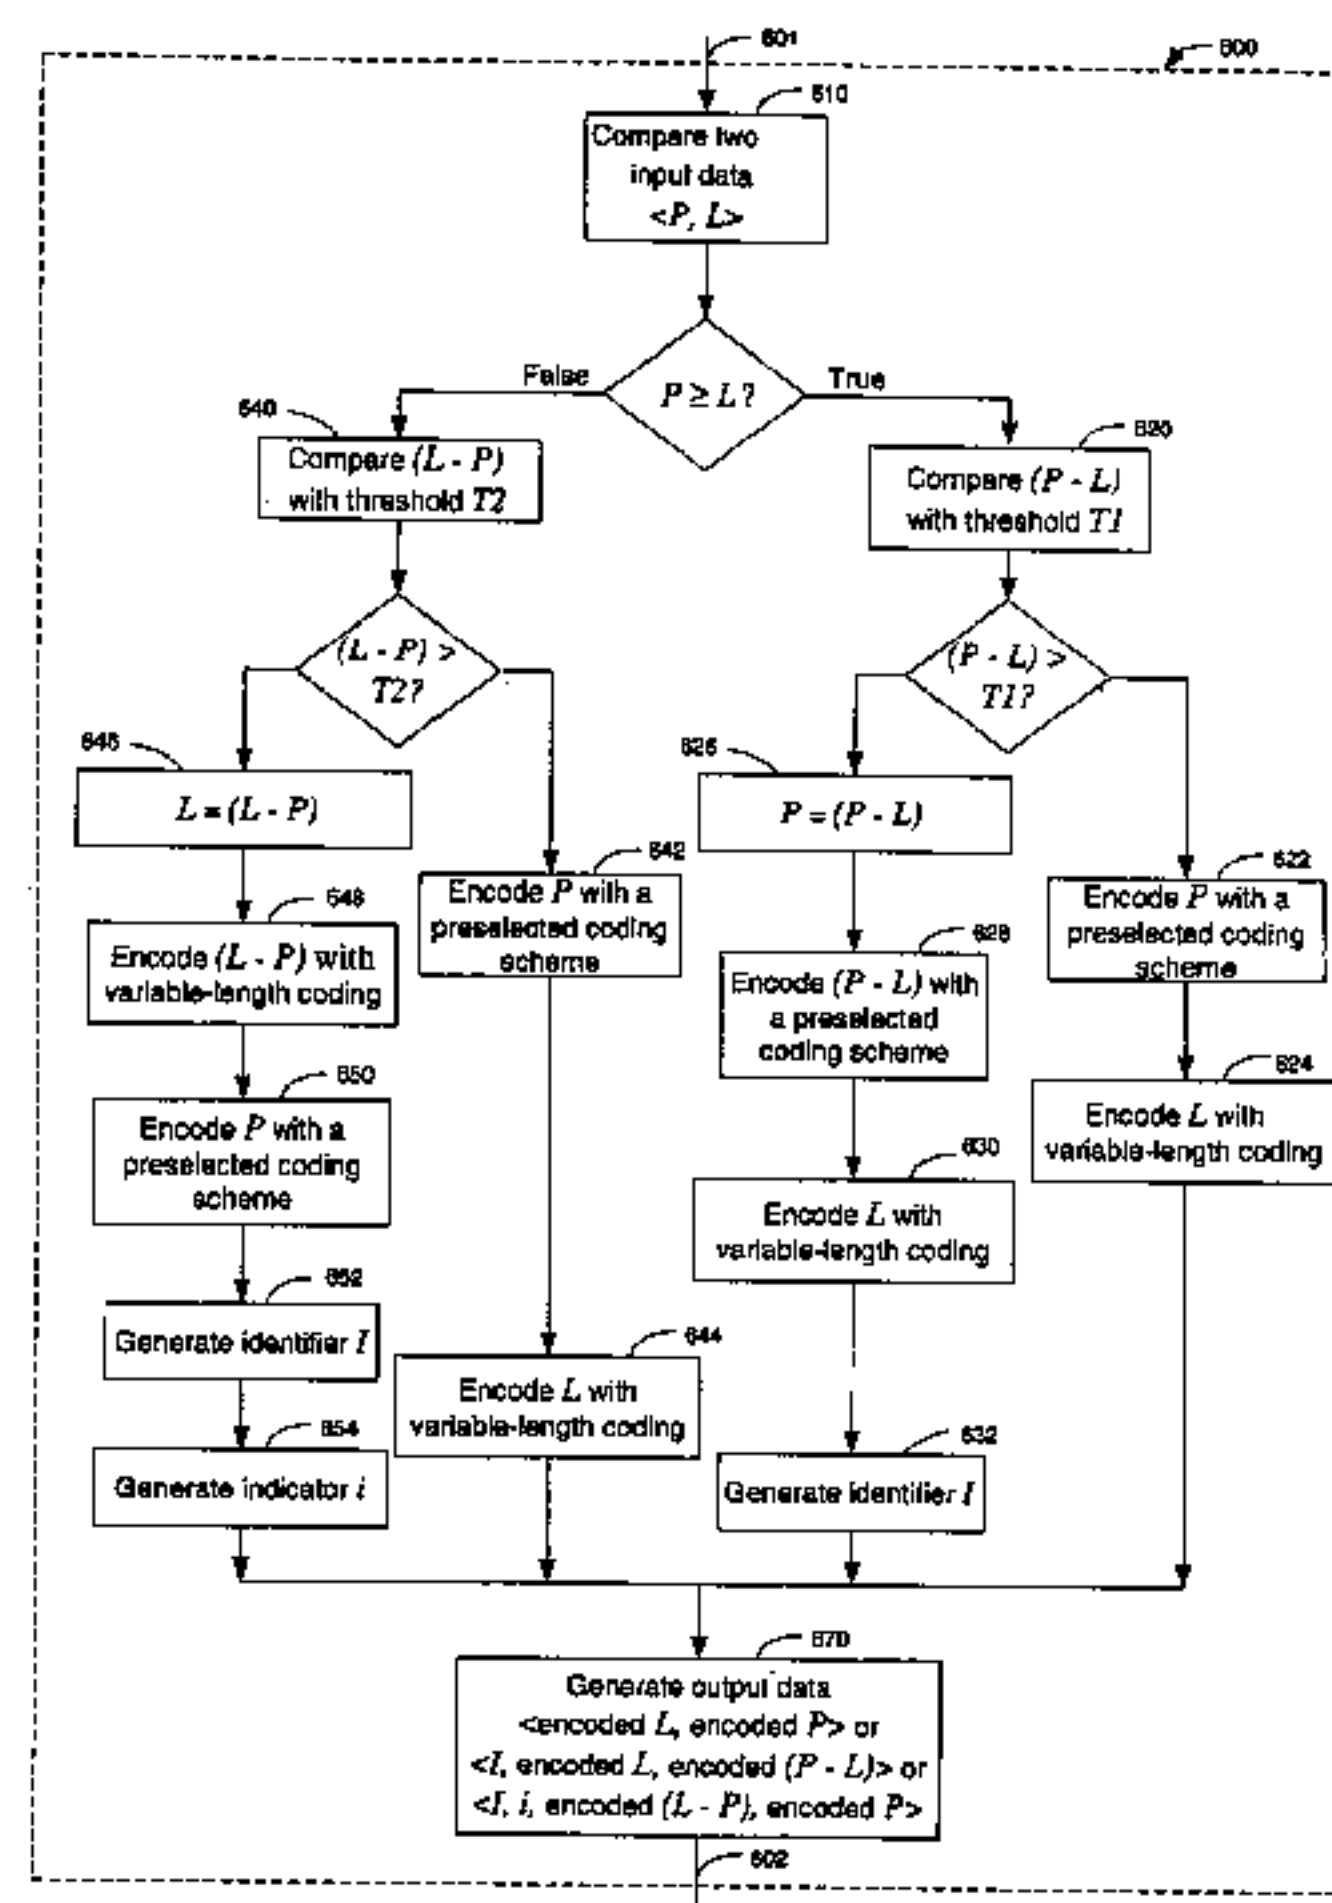 601
600
610
Compare two
input data
<P, L>
False
P ≥ L?
True
640
Compare (L - P)
with threshold T2
620
Compare (P - L)
with threshold T1
(L - P) >
T2?
(P - L) >
T1?
646
L = (L - P)
626
P = (P - L)
642
Encode P with a
preselected coding
scheme
622
Encode P with a
preselected coding
scheme
648
Encode (L - P) with
variable-length coding
628
Encode (P - L) with
a preselected
coding scheme
650
Encode P with a
preselected coding
scheme
624
Encode L with
variable-length coding
630
Encode L with
variable-length coding
652
Generate identifier I
644
Encode L with
variable-length coding
654
Generate indicator i
632
Generate identifier I
670
Generate output data
<encoded L, encoded P> or
<I, encoded L, encoded (P - L)> or
<I, i, encoded (L - P), encoded P>
602